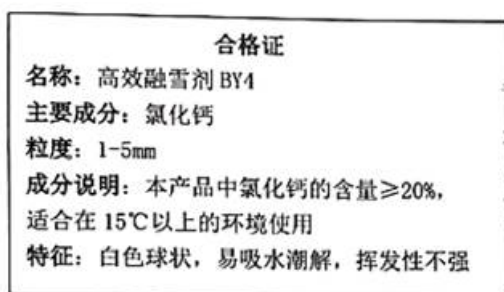 合格证
名称：高效融雪剂 BY4
主要成分：氯化钙
粒度：1-5mm
成分说明：本产品中氯化钙的含量≥20%，
适合在 15℃以上的环境使用
特征：白色球状，易吸水潮解，挥发性不强